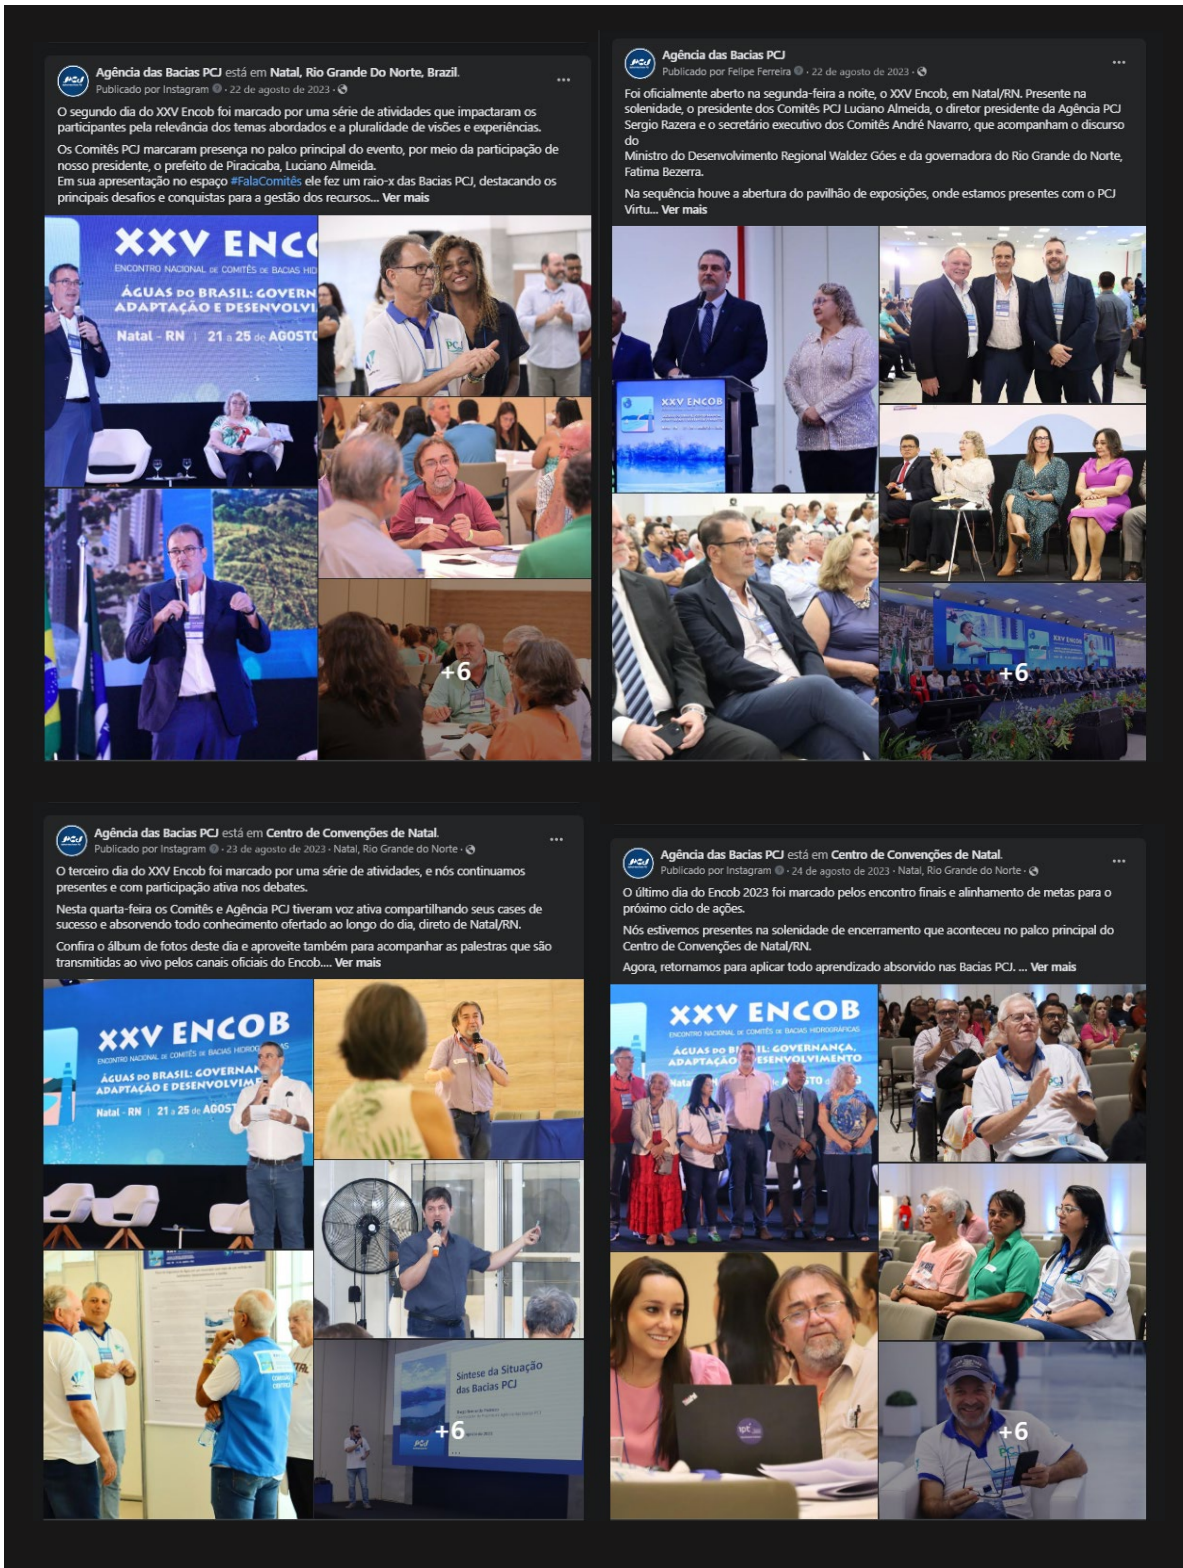 Agência das Bacias PCJ está em Natal, Rio Grande Do Norte, Brazil.
Publicado por Instagram · 22 de agosto de 2023 ·
O segundo dia do XXV Encob foi marcado por uma série de atividades que impactaram os
participantes pela relevância dos temas abordados e a pluralidade de visões e experiências.
Os Comitês PCJ marcaram presença no palco principal do evento, por meio da participação de
nosso presidente, o prefeito de Piracicaba, Luciano Almeida.
Em sua apresentação no espaço #FalaComitês ele fez um raio-x das Bacias PCJ, destacando os
principais desafios e conquistas para a gestão dos recursos... Ver mais
XXV ENCO
ENCONTRO NACIONAL DE COMITÊS DE BACIAS HID
ÁGUAS DO BRASIL: GOVERN
ADAPTAÇÃO E DESENVOLVI
Natal - RN | 21 a 25 de AGOSTO
PCJ
+6
Agência das Bacias PCJ
Publicado por Felipe Ferreira · 22 de agosto de 2023 ·
Foi oficialmente aberto na segunda-feira a noite, o XXV Encob, em Natal/RN. Presente na
solenidade, o presidente dos Comitês PCJ Luciano Almeida, o diretor presidente da Agência PCJ
Sergio Razera e o secretário executivo dos Comitês André Navarro, que acompanham o discurso
do
Ministro do Desenvolvimento Regional Waldez Góes e da governadora do Rio Grande do Norte,
Fatima Bezerra.
Na sequência houve a abertura do pavilhão de exposições, onde estamos presentes com o PCJ
Virtu... Ver mais
XXV ENCOB
XXV ENCOB
+6
Agência das Bacias PCJ está em Centro de Convenções de Natal.
Publicado por Instagram · 23 de agosto de 2023 · Natal, Rio Grande do Norte ·
O terceiro dia do XXV Encob foi marcado por uma série de atividades, e nós continuamos
presentes e com participação ativa nos debates.
Nesta quarta-feira os Comitês e Agência PCJ tiveram voz ativa compartilhando seus cases de
sucesso e absorvendo todo conhecimento ofertado ao longo do dia, direto de Natal/RN.
Confira o álbum de fotos deste dia e aproveite também para acompanhar as palestras que são
transmitidas ao vivo pelos canais oficiais do Encob.... Ver mais
XXV ENCOB
ENCONTRO NACIONAL DE COMITÊS DE BACIAS HIDROGRÁFICAS
ÁGUAS DO BRASIL: GOVERNAN
ADAPTAÇÃO E DESENVOLVIME
Natal - RN | 21 a 25 de AGOSTO
Síntese da Situação
das Bacias PCJ
PCJ
+6
Agência das Bacias PCJ está em Centro de Convenções de Natal.
Publicado por Instagram · 24 de agosto de 2023 · Natal, Rio Grande do Norte ·
O último dia do Encob 2023 foi marcado pelos encontro finais e alinhamento de metas para o
próximo ciclo de ações.
Nós estivemos presentes na solenidade de encerramento que aconteceu no palco principal do
Centro de Convenções de Natal/RN.
Agora, retornamos para aplicar todo aprendizado absorvido nas Bacias PCJ. ... Ver mais
XXV ENCOB
ENCONTRO NACIONAL DE COMITÊS DE BACIAS HIDROGRÁFICAS
ÁGUAS DO BRASIL: GOVERNANÇA,
ADAPTAÇÃO E DESENVOLVIMENTO
PCJ
+6